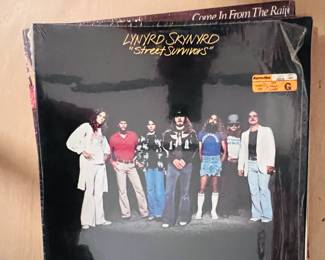 Come In From The Rain
LYNYRD SKYNYRD
"Street Survivors"
G